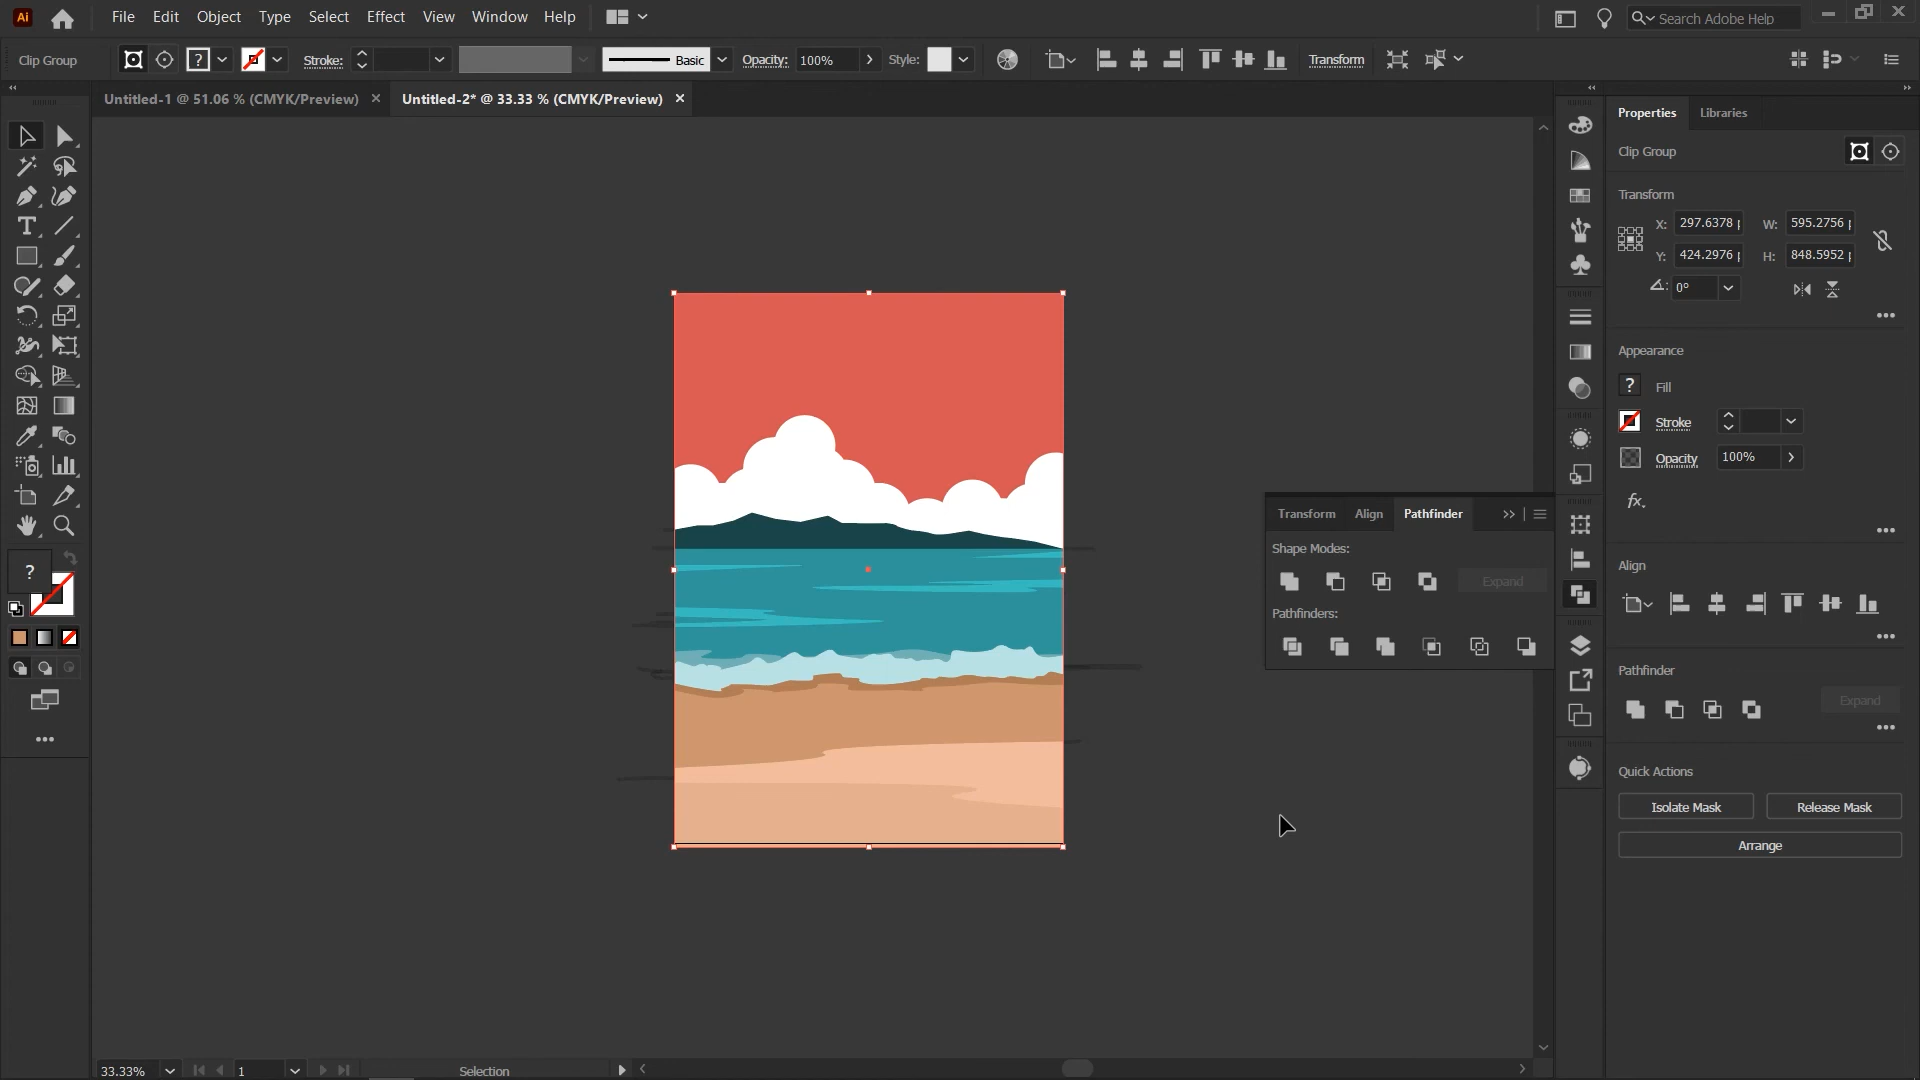 Ai
File Edit Object Type Select Effect View Window Help
Search Adobe Help
Clip Group ? Stroke: Basic Opacity: 100% Style: Transform
Untitled-1 @ 51.06 % (CMYK/Preview) Untitled-2* @ 33.33 % (CMYK/Preview)
Properties Libraries
Clip Group
Transform
X: 297.6378 W: 595.2756
Y: 424.2976 H: 848.5952
0°
Appearance
? Fill
Stroke
Opacity 100%
fx.
Align
Pathfinder
Expand
Quick Actions
Isolate Mask Release Mask
Arrange
Transform Align Pathfinder
Shape Modes:
Expand
Pathfinders:
?
33.33% 1 Selection